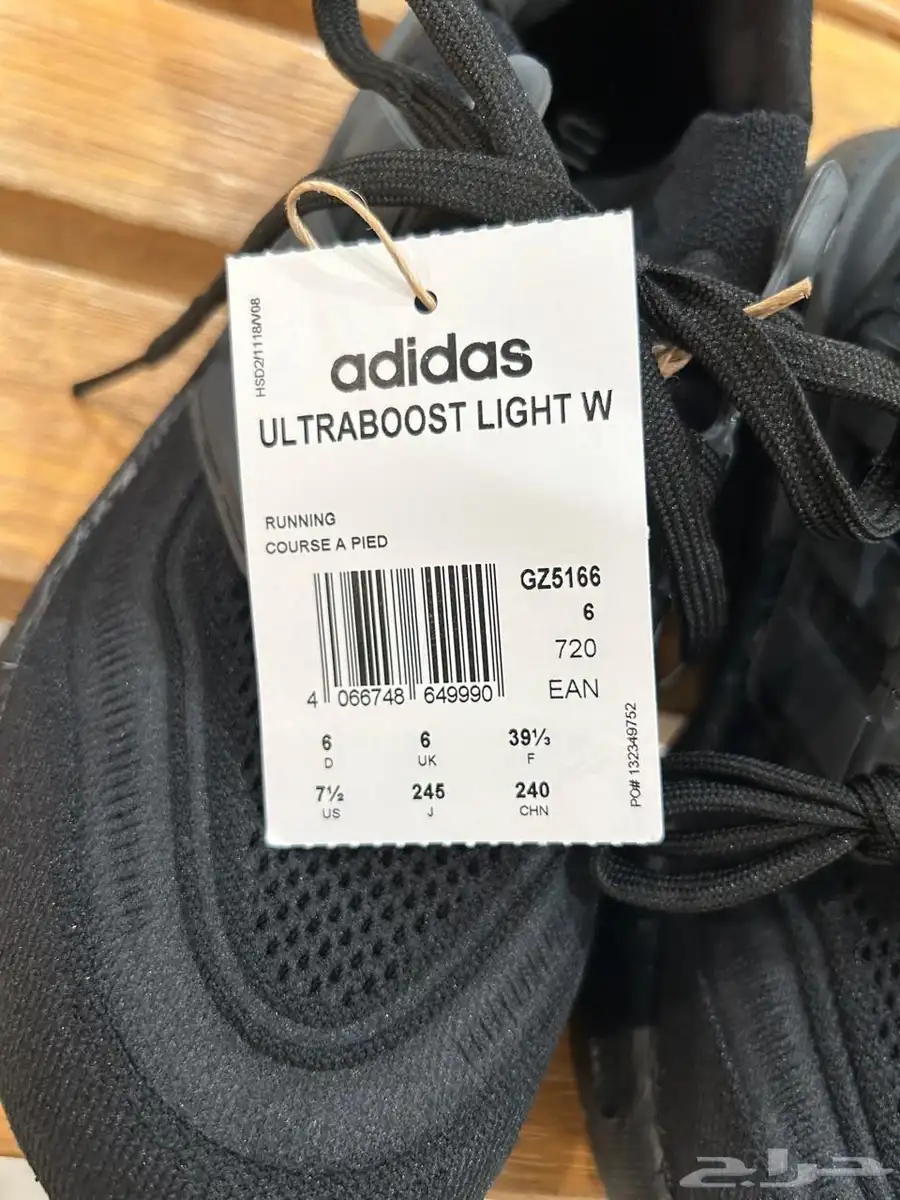 HSD2/1118/V08
adidas
ULTRABOOST LIGHT W
RUNNING
COURSE A PIED
GZ5166
6
720
EAN
4 066748 649990
6 6 39⅓
D UK F
7½ 245 240
US J CHN
PO# 132349752
حراج